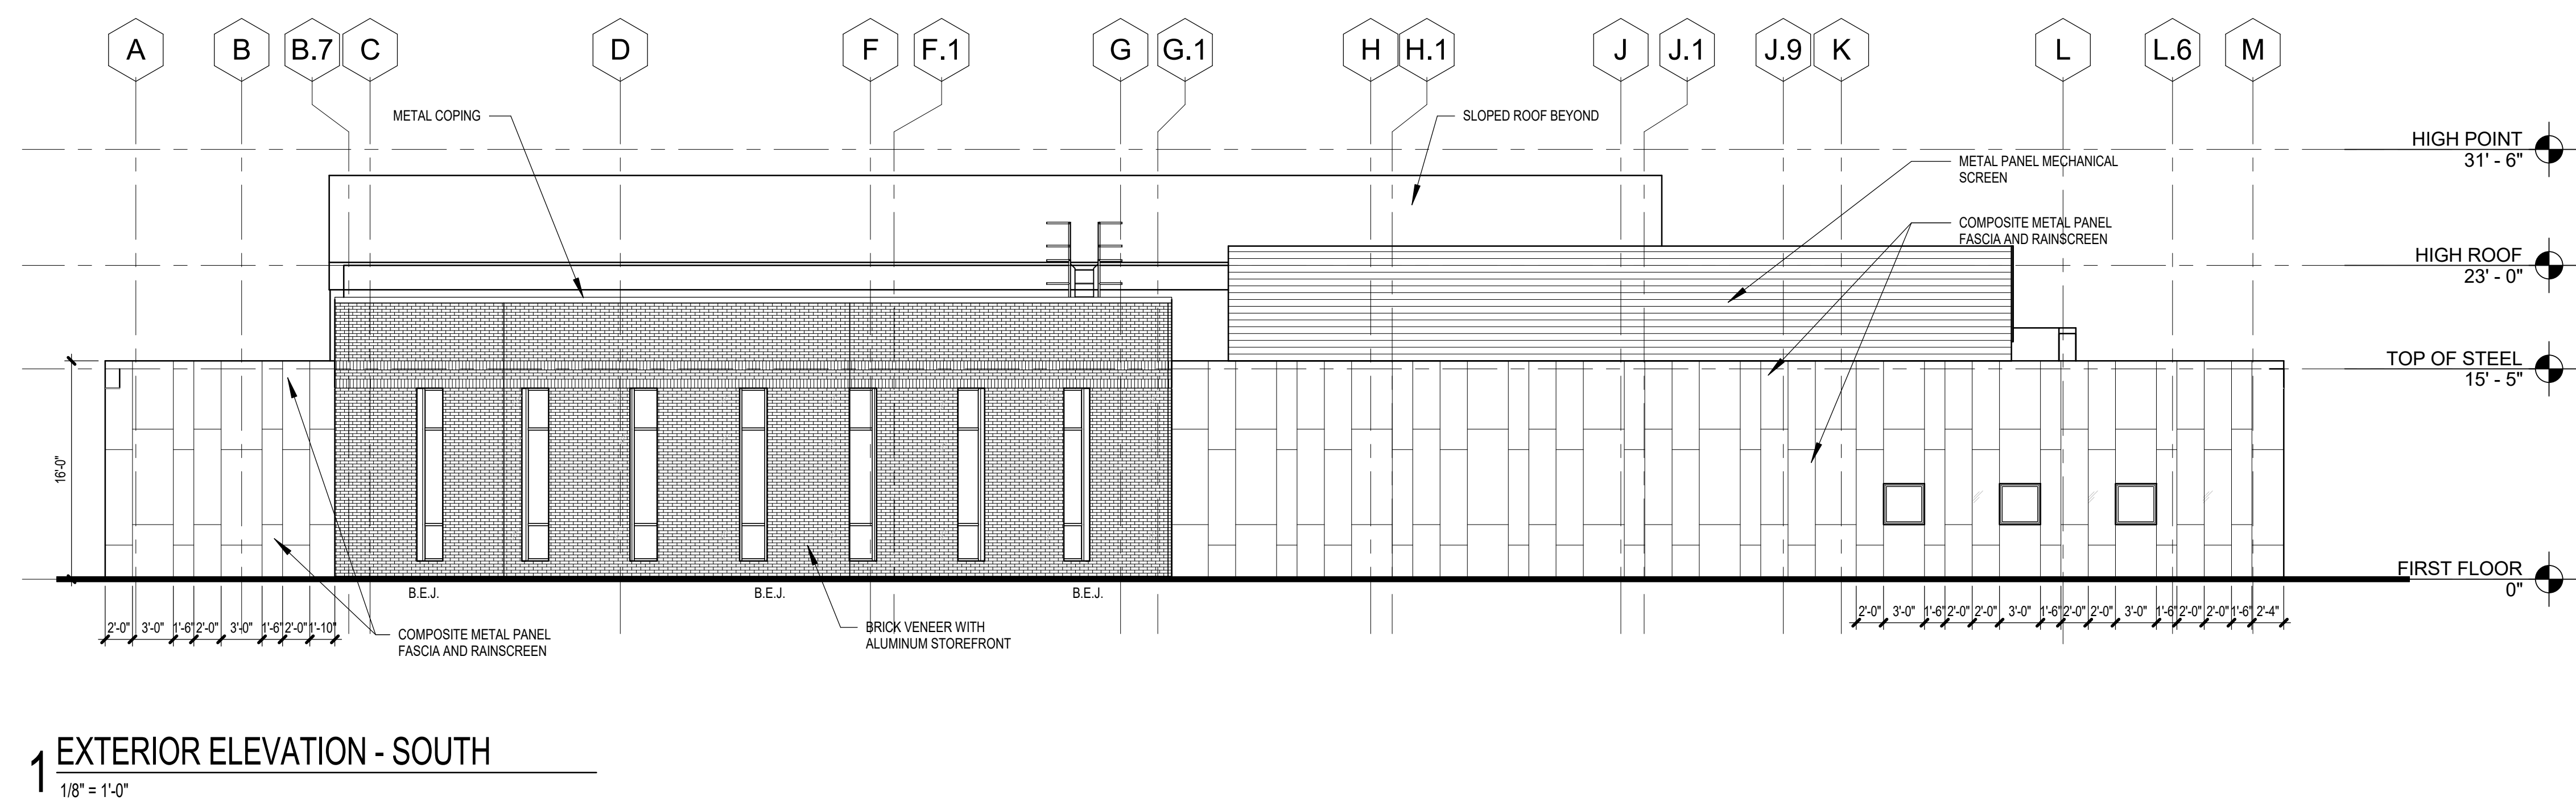 A B B.7 C D F F.1 G G.1 H H.1 J J.1 J.9 K L L.6 M
METAL COPING
SLOPED ROOF BEYOND
HIGH POINT
31' - 6"
METAL PANEL MECHANICAL
SCREEN
COMPOSITE METAL PANEL
FASCIA AND RAINSCREEN
HIGH ROOF
23' - 0"
TOP OF STEEL
15' - 5"
16'-0"
FIRST FLOOR
0"
B.E.J. B.E.J. B.E.J.
2'-0" 3'-0" 1'-6" 2'-0" 3'-0" 1'-6" 2'-0" 1'-10"
2'-0" 3'-0" 1'-6" 2'-0" 2'-0" 3'-0" 1'-6" 2'-0" 2'-0" 3'-0" 1'-6" 2'-0" 2'-0" 1'-6" 2'-4"
COMPOSITE METAL PANEL
FASCIA AND RAINSCREEN
BRICK VENEER WITH
ALUMINUM STOREFRONT
1 EXTERIOR ELEVATION - SOUTH
1/8" = 1'-0"